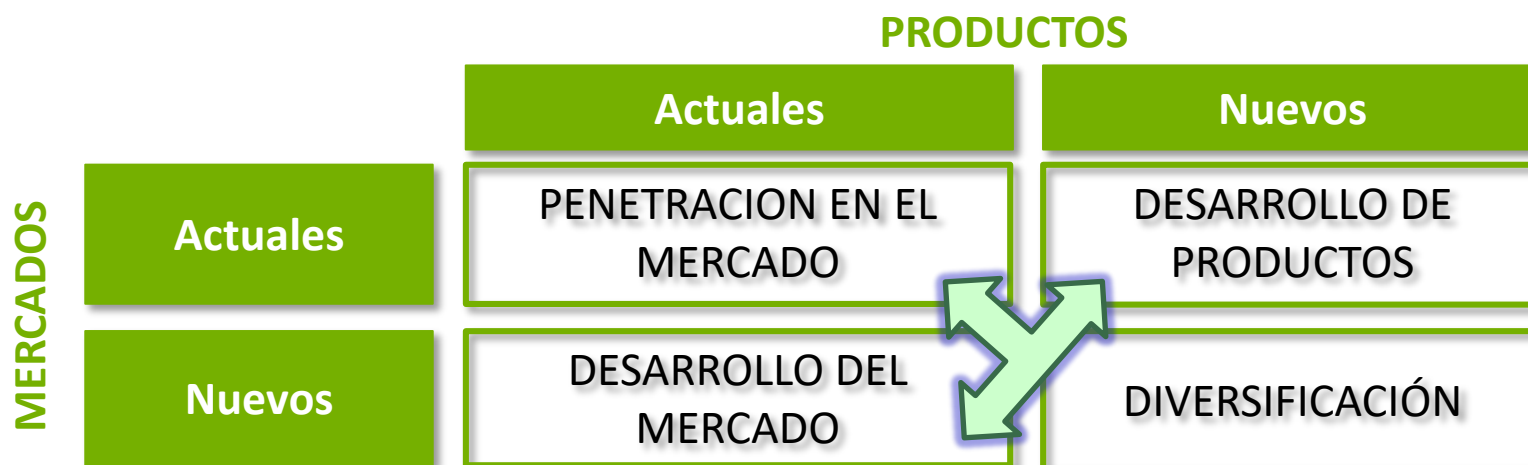 PRODUCTOS
Actuales
Nuevos
MERCADOS
Actuales
PENETRACION EN EL
MERCADO
DESARROLLO DE
PRODUCTOS
Nuevos
DESARROLLO DEL
MERCADO
DIVERSIFICACIÓN